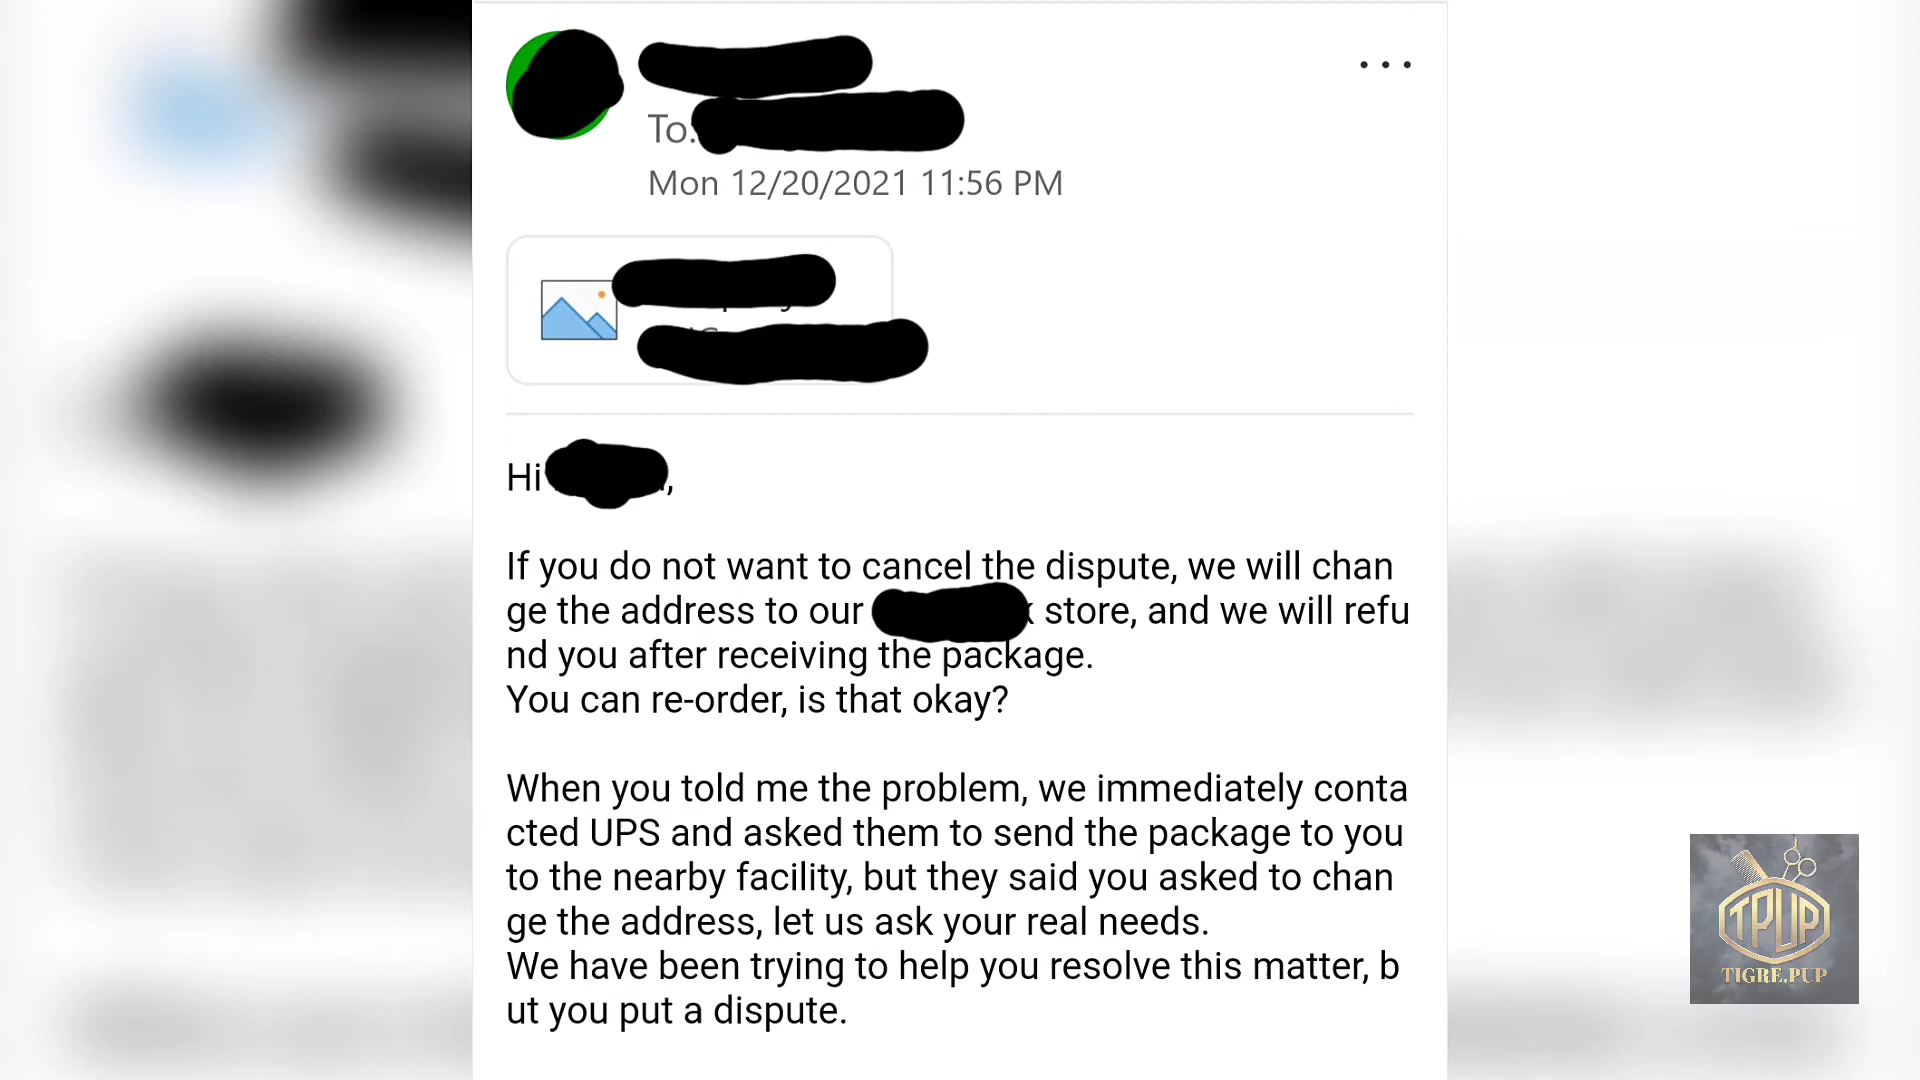 To:
Mon 12/20/2021 11:56 PM
Hi ,
If you do not want to cancel the dispute, we will chan
ge the address to our store, and we will refu
nd you after receiving the package.
You can re-order, is that okay?
When you told me the problem, we immediately conta
cted UPS and asked them to send the package to you
to the nearby facility, but they said you asked to chan
ge the address, let us ask your real needs.
We have been trying to help you resolve this matter, b
ut you put a dispute.
TPUP
TIGRE.PUP